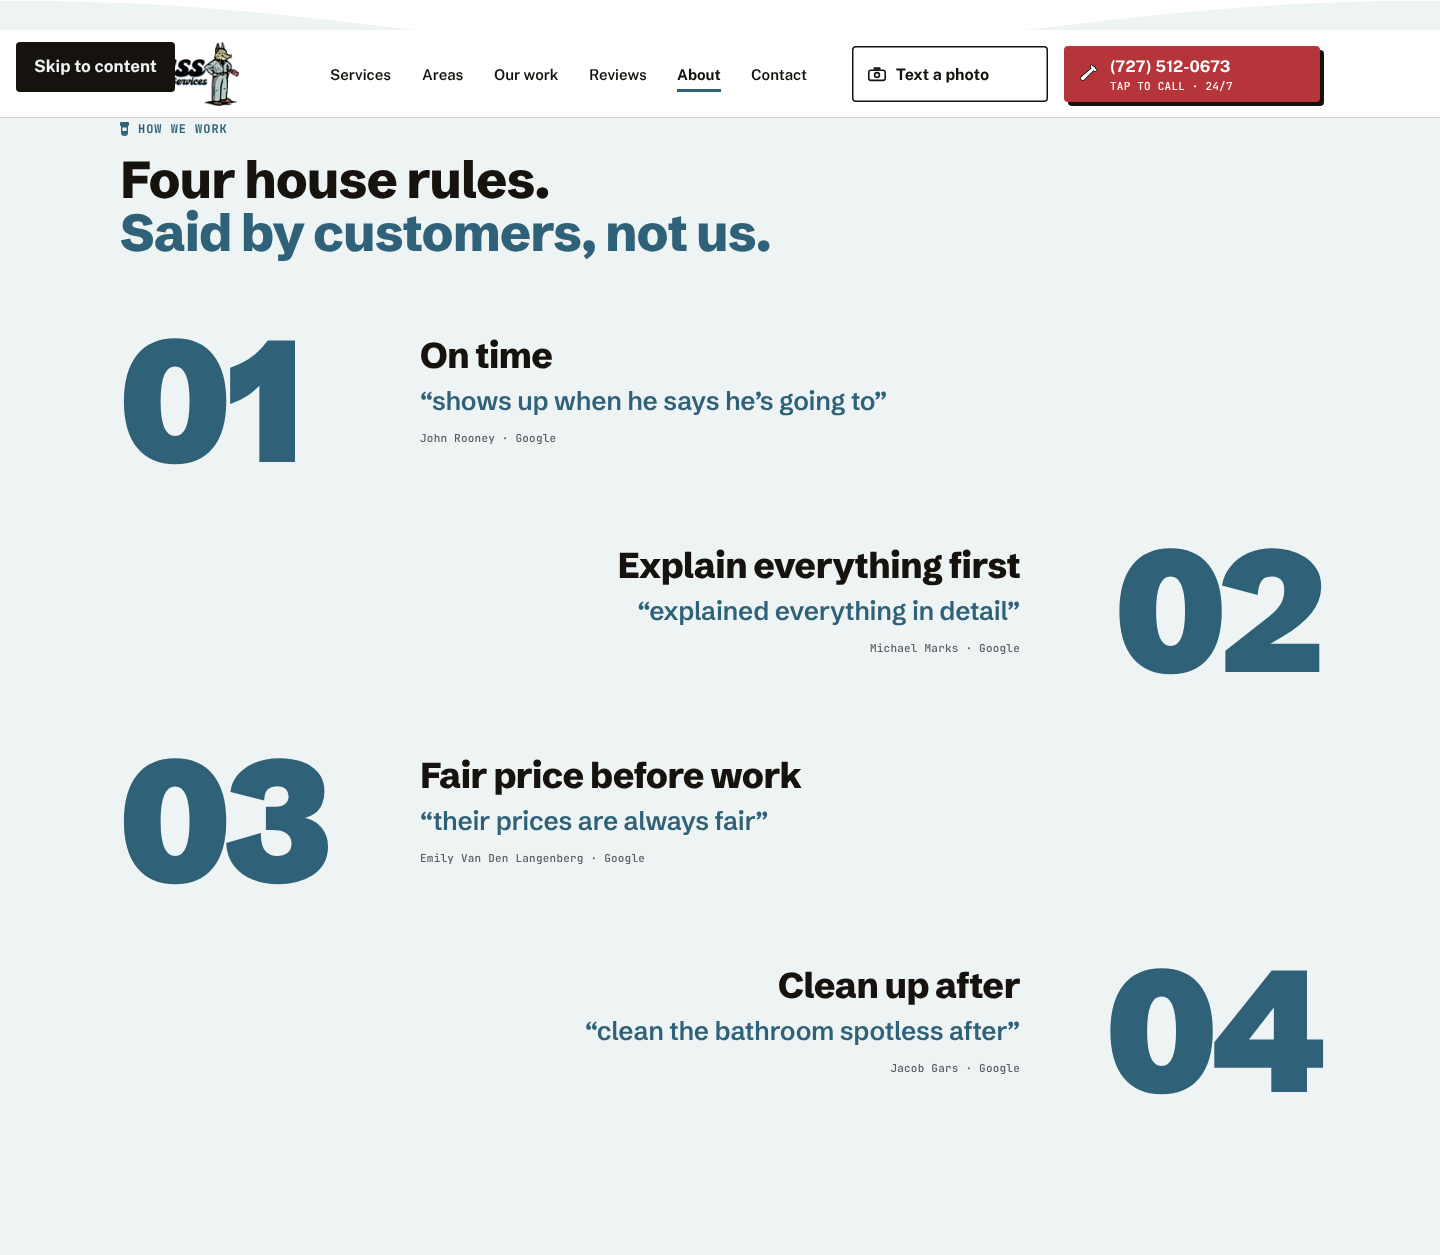 Skip to content
Services
Services
Areas
Our work
Reviews
About
Contact
Text a photo
(727) 512-0673
TAP TO CALL · 24/7
HOW WE WORK
Four house rules.
Said by customers, not us.
01
On time
“shows up when he says he’s going to”
John Rooney · Google
Explain everything first
“explained everything in detail”
Michael Marks · Google
02
03
Fair price before work
“their prices are always fair”
Emily Van Den Langenberg · Google
Clean up after
“clean the bathroom spotless after”
Jacob Gars · Google
04